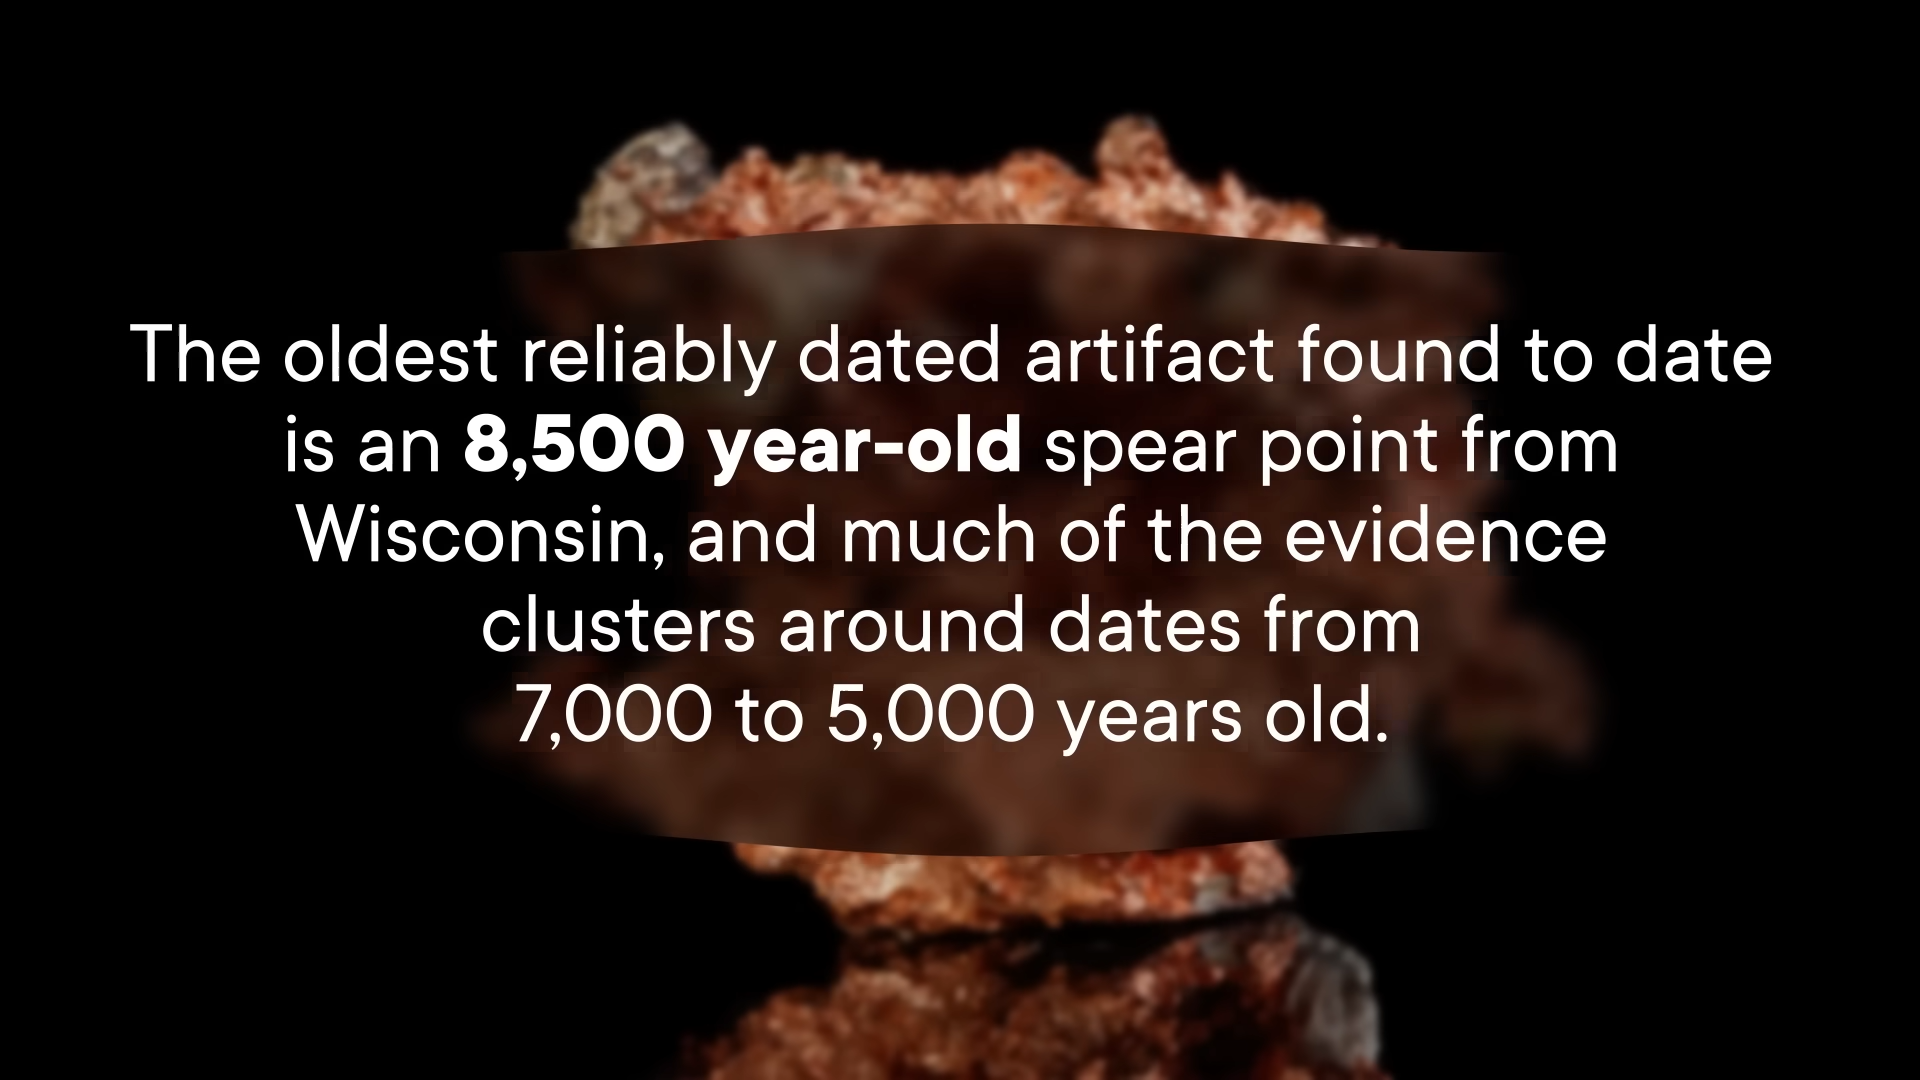 The oldest reliably dated artifact found to date
is an 8,500 year-old spear point from
Wisconsin, and much of the evidence
clusters around dates from
7,000 to 5,000 years old.